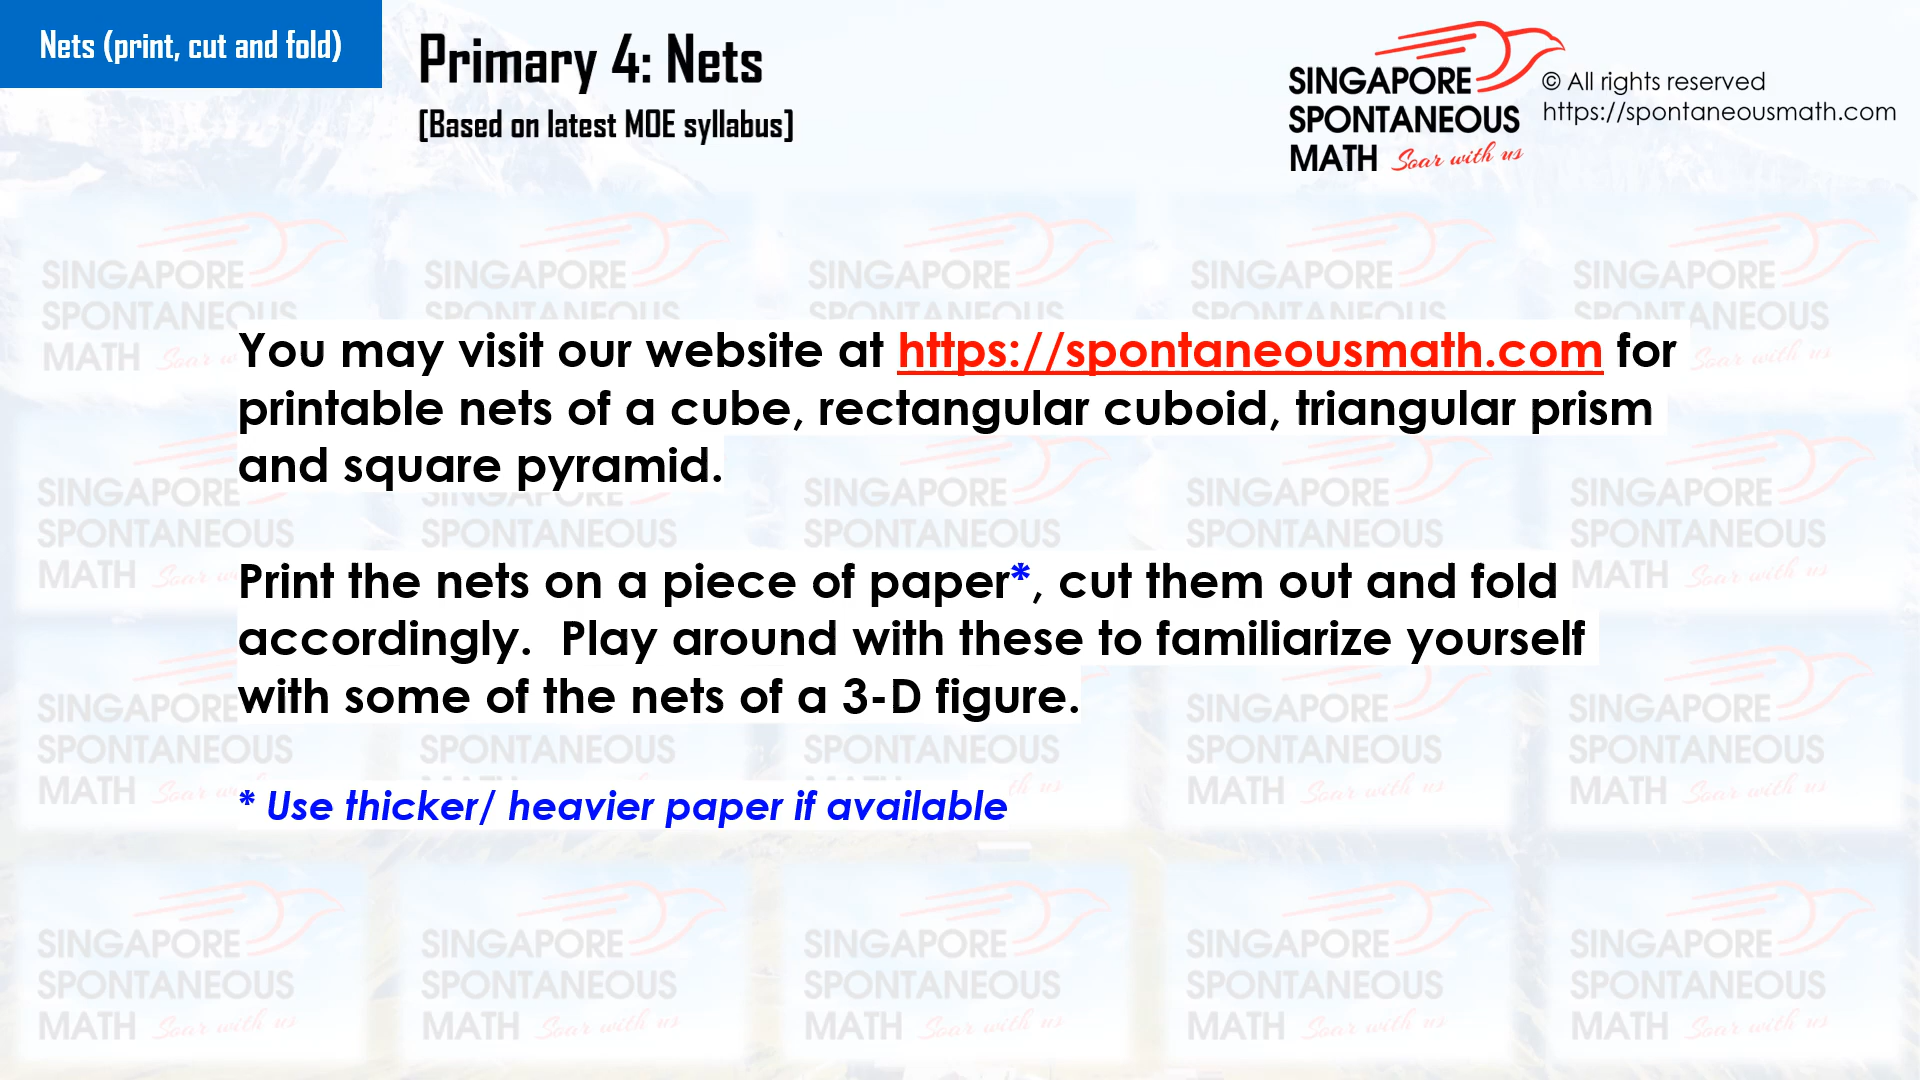 Nets (print, cut and fold)
Primary 4: Nets
[Based on latest MOE syllabus]
SINGAPORE
SPONTANEOUS
MATH Soar with us
© All rights reserved
https://spontaneousmath.com
You may visit our website at https://spontaneousmath.com for
printable nets of a cube, rectangular cuboid, triangular prism
and square pyramid.
Print the nets on a piece of paper*, cut them out and fold
accordingly.  Play around with these to familiarize yourself
with some of the nets of a 3-D figure.
* Use thicker/ heavier paper if available